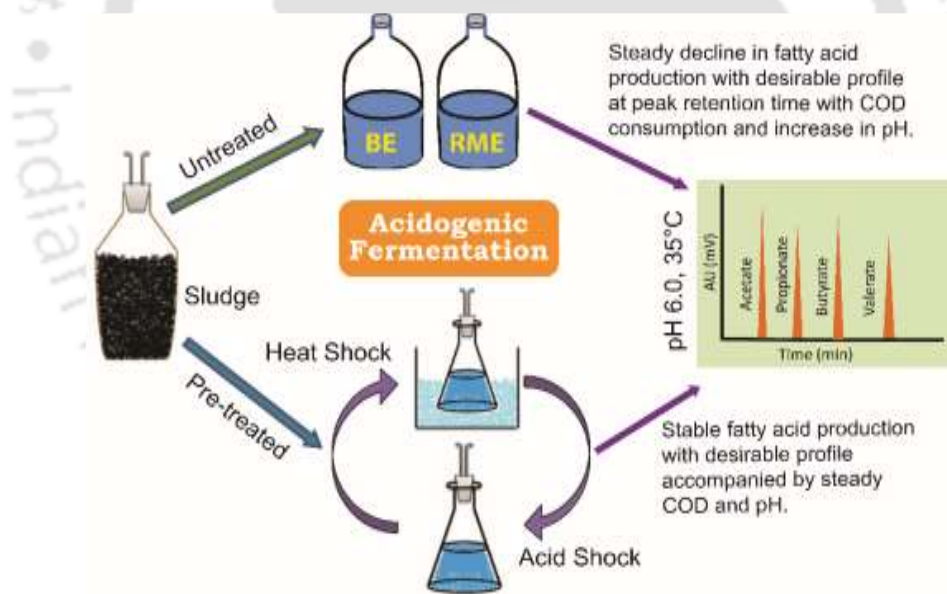 • Indian
Untreated
BE
RME
Steady decline in fatty acid
production with desirable profile
at peak retention time with COD
consumption and increase in pH.
Acidogenic
Fermentation
Sludge
Heat Shock
Pre-treated
Acid Shock
pH 6.0, 35°C
AU (mV)
Acetate
Propionate
Butyrate
Valerate
Time (min)
Stable fatty acid production
with desirable profile
accompanied by steady
COD and pH.